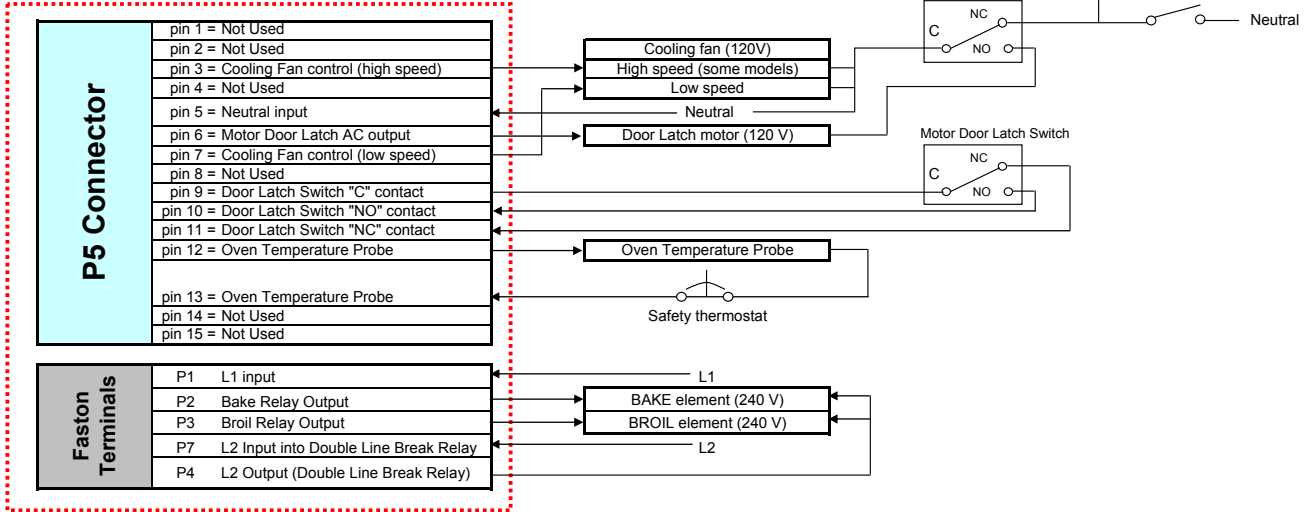 NC
C
NO
Neutral
P5 Connector
pin 1 = Not Used
pin 2 = Not Used
pin 3 = Cooling Fan control (high speed)
pin 4 = Not Used
pin 5 = Neutral input
pin 6 = Motor Door Latch AC output
pin 7 = Cooling Fan control (low speed)
pin 8 = Not Used
pin 9 = Door Latch Switch "C" contact
pin 10 = Door Latch Switch "NO" contact
pin 11 = Door Latch Switch "NC" contact
pin 12 = Oven Temperature Probe
pin 13 = Oven Temperature Probe
pin 14 = Not Used
pin 15 = Not Used
Cooling fan (120V)
High speed (some models)
Low speed
Neutral
Door Latch motor (120 V)
Motor Door Latch Switch
NC
C
NO
Oven Temperature Probe
Safety thermostat
Faston
Terminals
P1 L1 input
P2 Bake Relay Output
P3 Broil Relay Output
P7 L2 Input into Double Line Break Relay
P4 L2 Output (Double Line Break Relay)
L1
BAKE element (240 V)
BROIL element (240 V)
L2